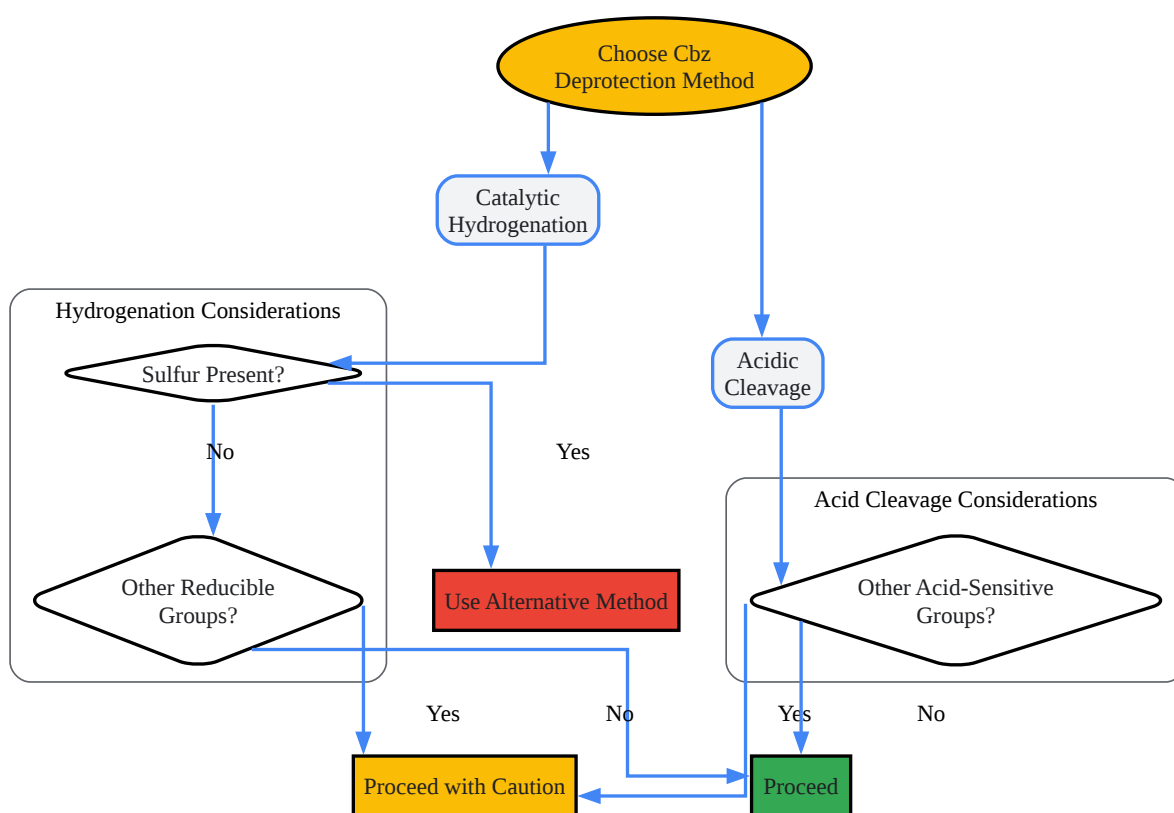 Choose Cbz
Deprotection Method
Catalytic
Hydrogenation
Hydrogenation Considerations
Sulfur Present?
Acidic
Cleavage
No
Yes
Acid Cleavage Considerations
Other Reducible
Groups?
Use Alternative Method
Other Acid-Sensitive
Groups?
Yes
No
Yes
No
Proceed with Caution
Proceed